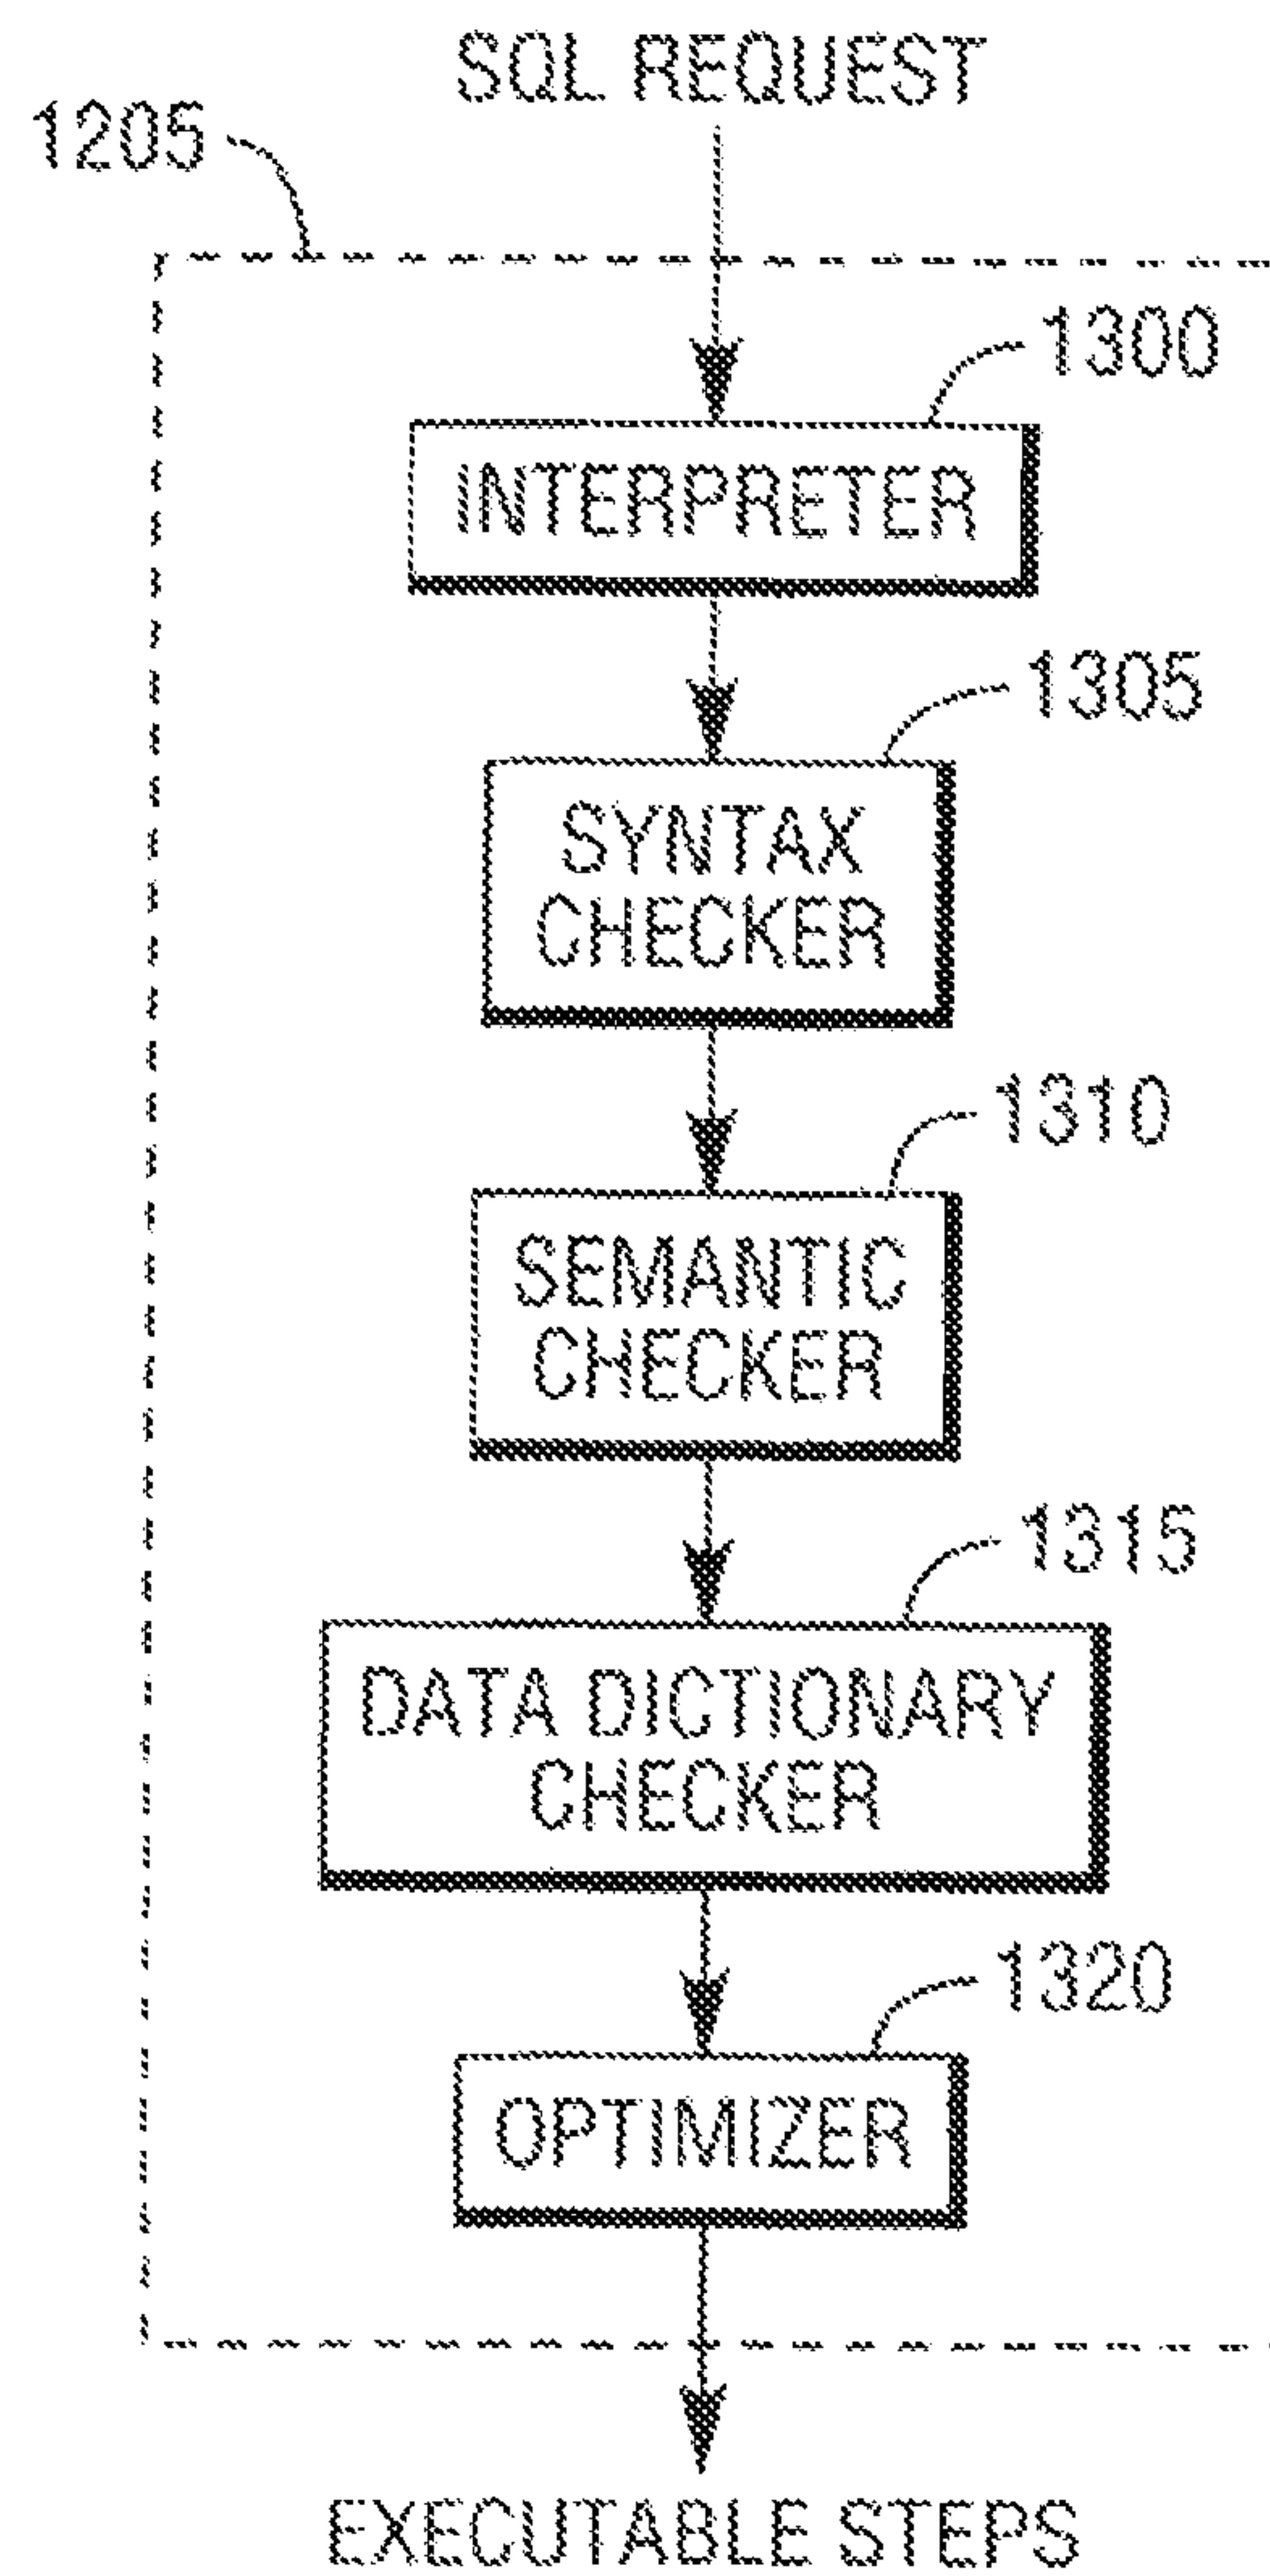 SQL REQUEST
1205
1300
INTERPRETER
1305
SYNTAX
CHECKER
1310
SEMANTIC
CHECKER
1315
DATA DICTIONARY
CHECKER
1320
OPTIMIZER
EXECUTABLE STEPS